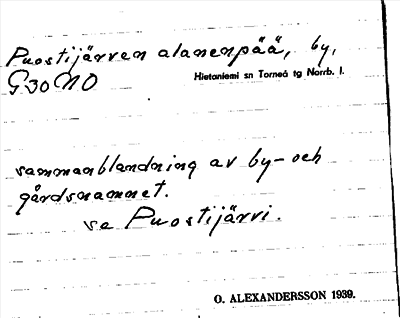 Puostijärven alanenpää, by,
G30 NO Hietaniemi sn Torneå tg Norrb. l.
sammanblandning av by- och
gårdsnamnet.
se Puostijärvi.
O. ALEXANDERSSON 1939.